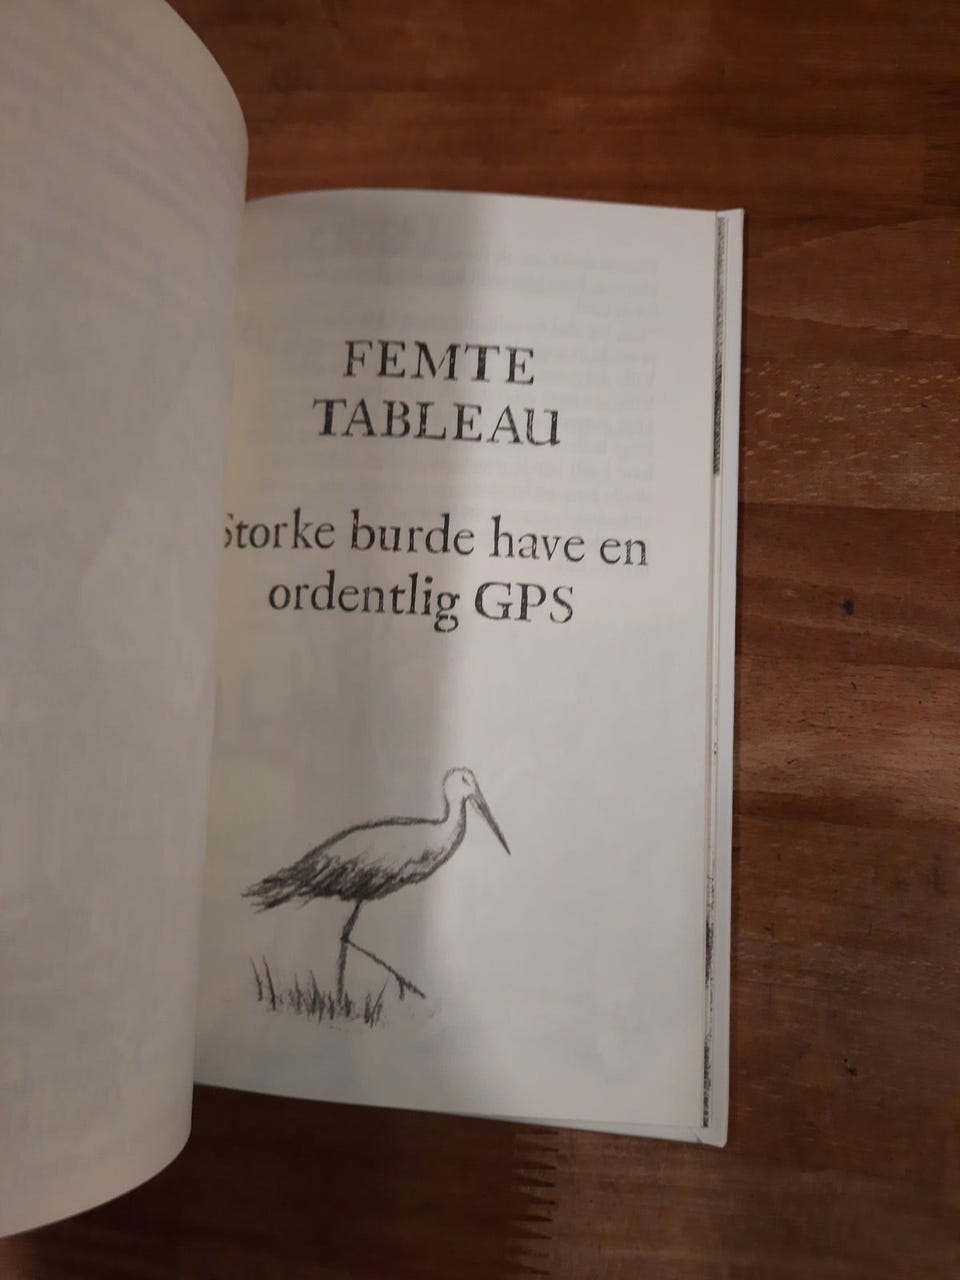 FEMTE
TABLEAU
Storke burde have en
ordentlig GPS